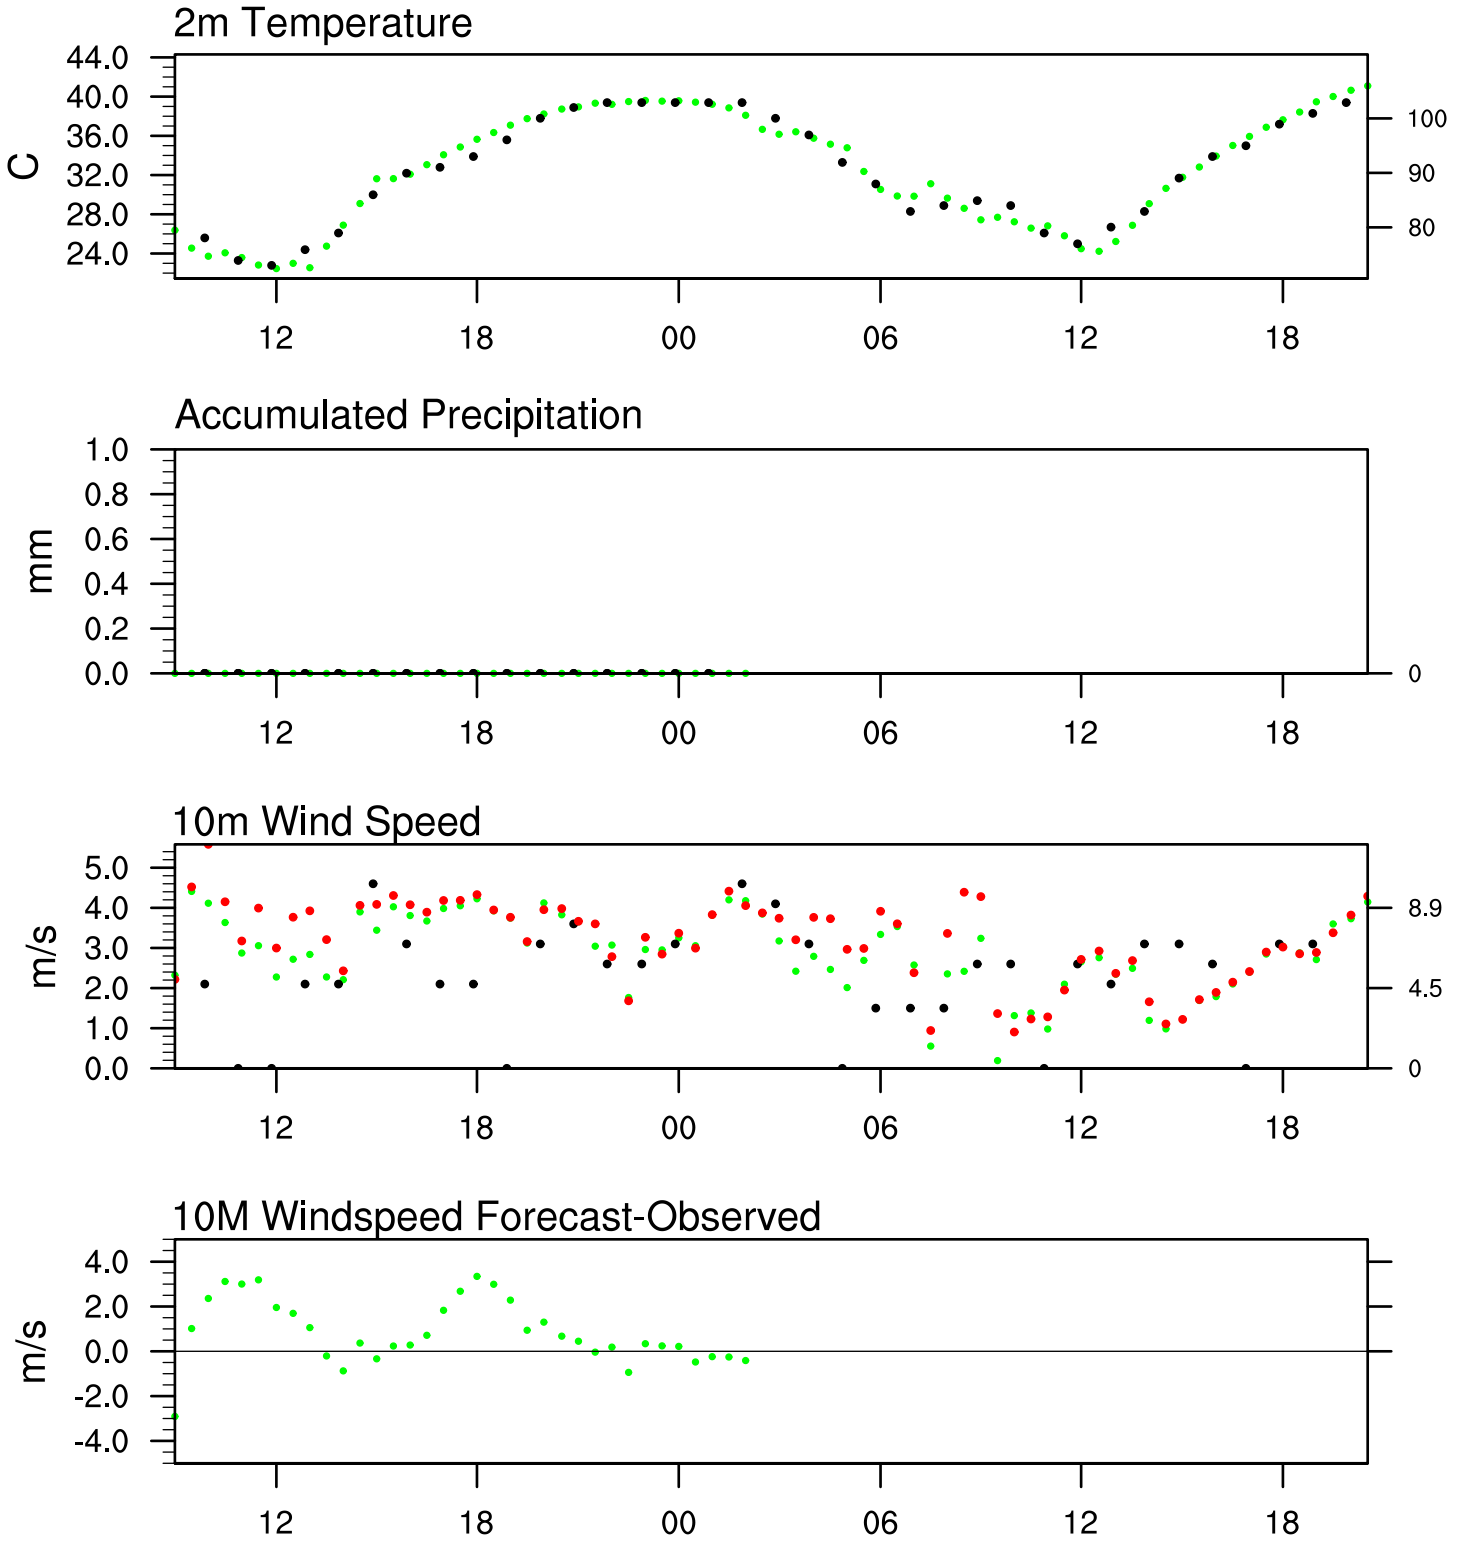 2m Temperature
44.0
40.0
36.0
32.0
28.0
24.0
C
100
90
80
12 18 00 06 12 18
Accumulated Precipitation
1.0
0.8
0.6
0.4
0.2
0.0
mm
0
12 18 00 06 12 18
10m Wind Speed
5.0
4.0
3.0
2.0
1.0
0.0
m/s
8.9
4.5
0
12 18 00 06 12 18
10M Windspeed Forecast-Observed
4.0
2.0
0.0
-2.0
-4.0
m/s
12 18 00 06 12 18